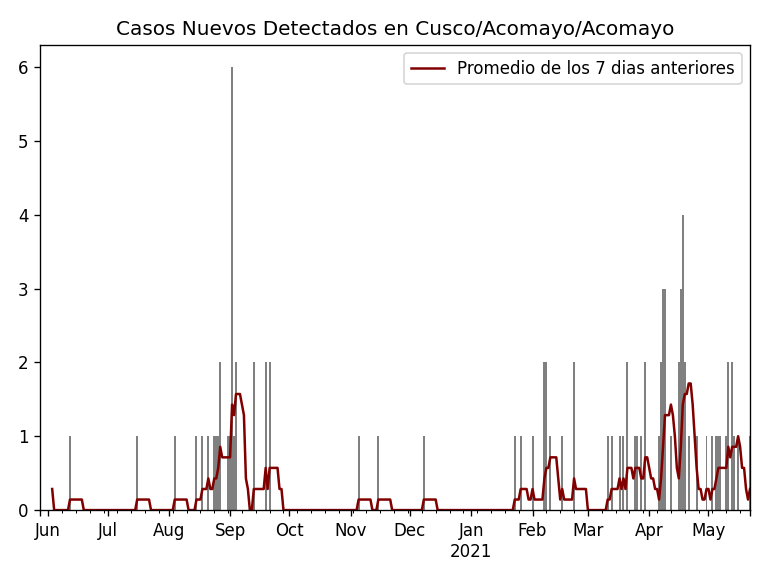 Casos Nuevos Detectados en Cusco/Acomayo/Acomayo
Promedio de los 7 dias anteriores
6
5
4
3
2
1
0
Jun Jul Aug Sep Oct Nov Dec Jan Feb Mar Apr May
2021